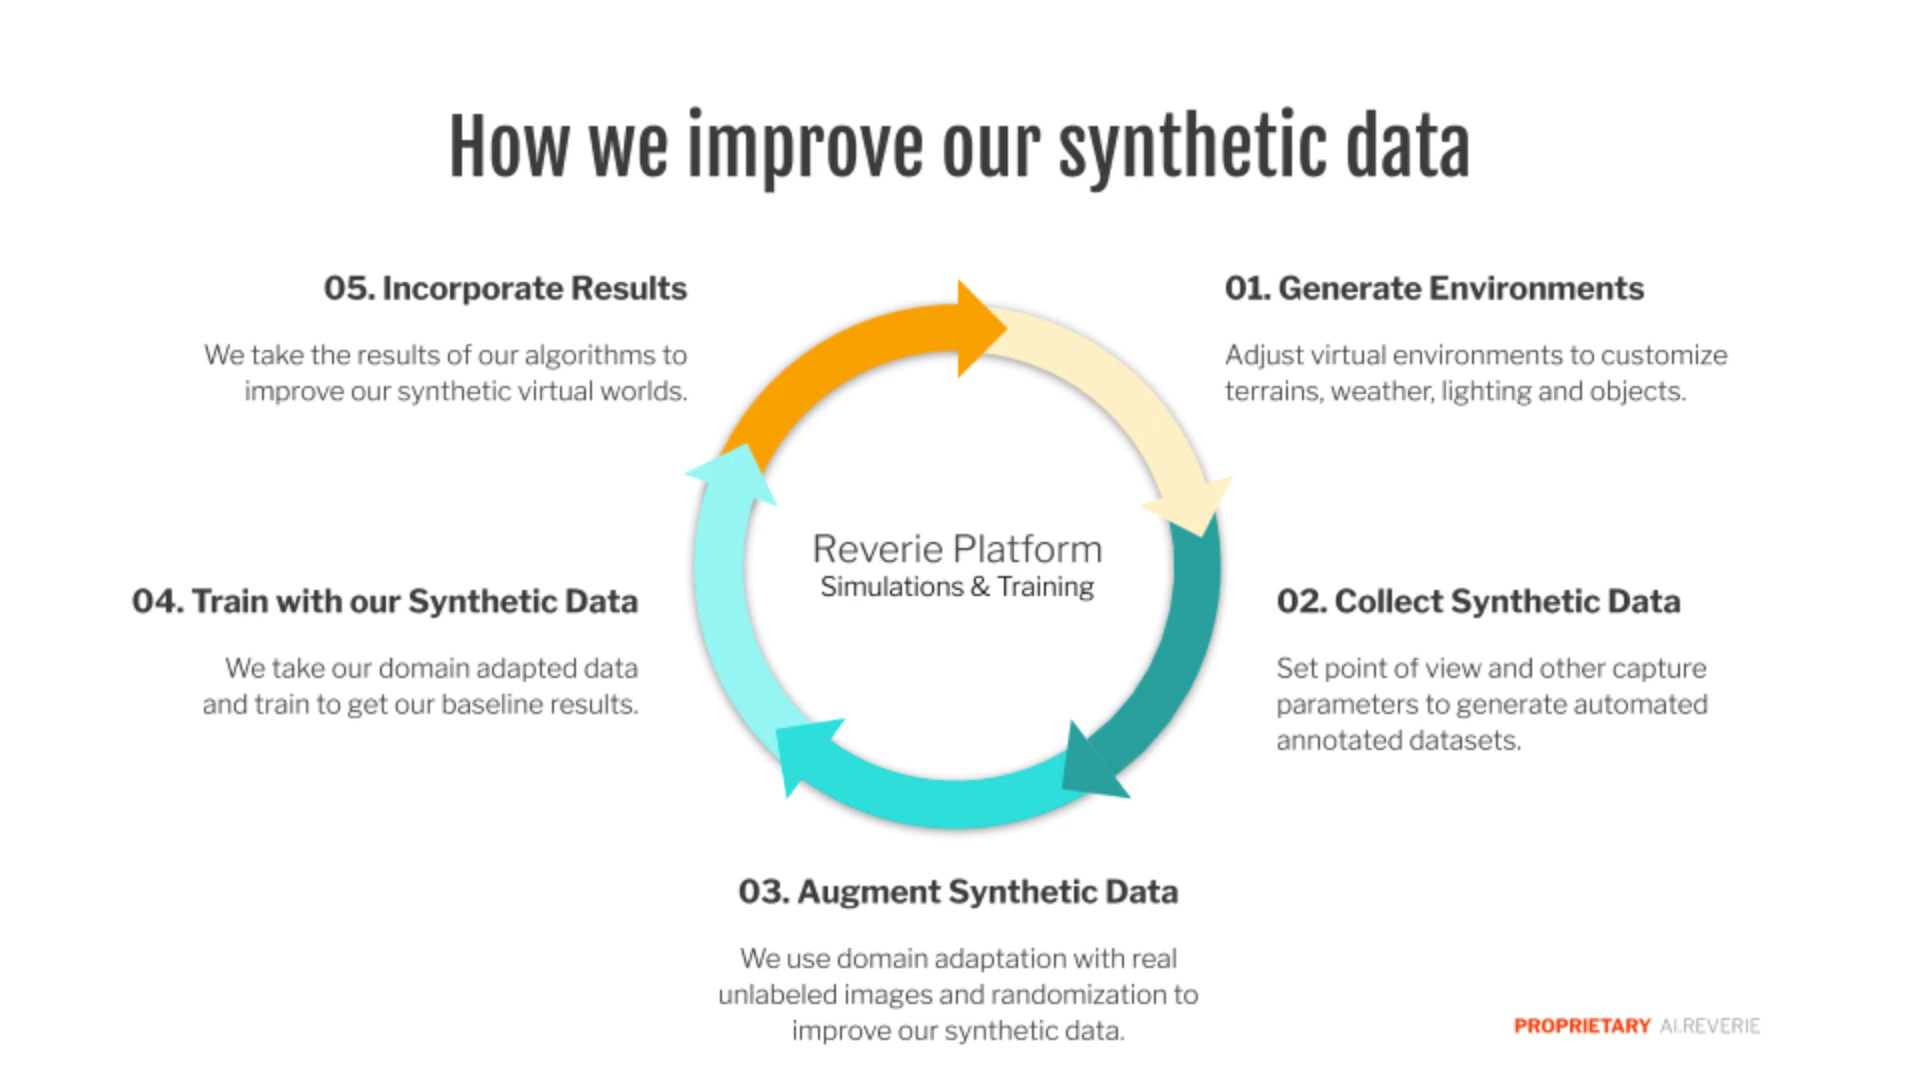 How we improve our synthetic data
01. Generate Environments
Adjust virtual environments to customize
terrains, weather, lighting and objects.
02. Collect Synthetic Data
Set point of view and other capture
parameters to generate automated
annotated datasets.
03. Augment Synthetic Data
We use domain adaptation with real
unlabeled images and randomization to
improve our synthetic data.
04. Train with our Synthetic Data
We take our domain adapted data
and train to get our baseline results.
05. Incorporate Results
We take the results of our algorithms to
improve our synthetic virtual worlds.
Reverie Platform
Simulations & Training
PROPRIETARY AI.REVERIE